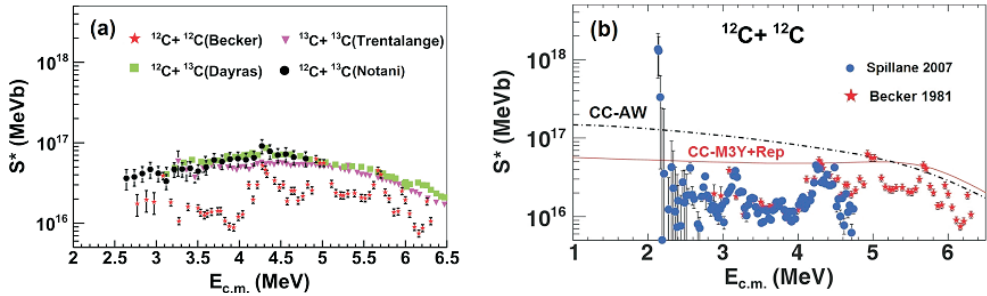 (a)
¹²C+ ¹²C(Becker)
¹³C+ ¹³C(Trentalange)
¹²C+ ¹³C(Dayras)
¹²C+ ¹³C(Notani)
S* (MeVb)
10¹⁸
10¹⁷
10¹⁶
2 2.5 3 3.5 4 4.5 5 5.5 6 6.5
E_c.m. (MeV)
(b)
¹²C+ ¹²C
Spillane 2007
Becker 1981
CC-AW
CC-M3Y+Rep
S* (MeVb)
10¹⁸
10¹⁷
10¹⁶
1 2 3 4 5 6
E_c.m. (MeV)